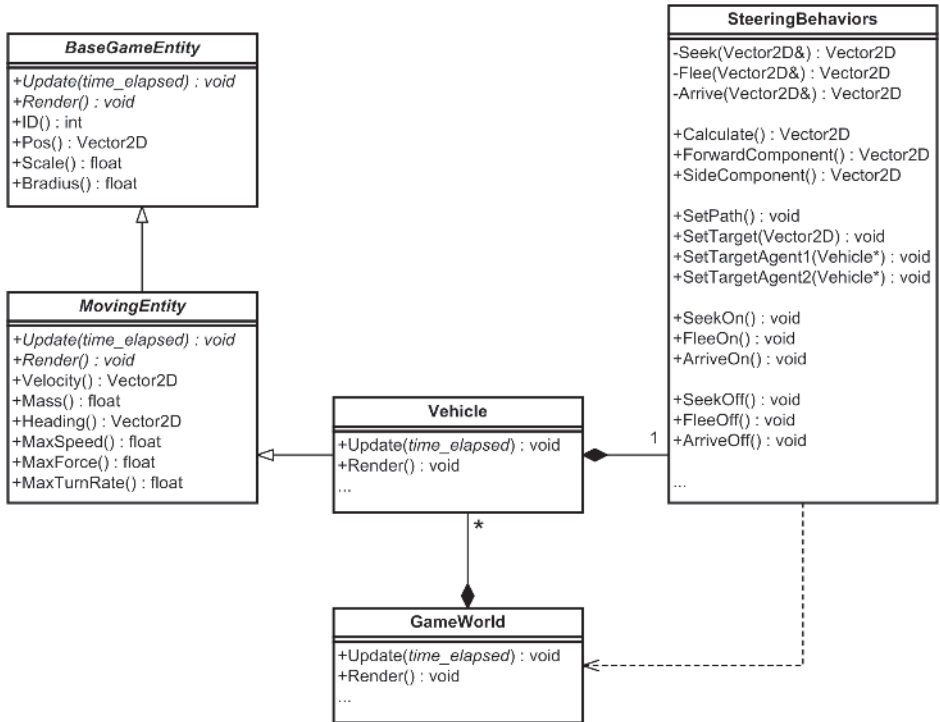 BaseGameEntity
+Update(time_elapsed) : void
+Render() : void
+ID() : int
+Pos() : Vector2D
+Scale() : float
+Bradius() : float
MovingEntity
+Update(time_elapsed) : void
+Render() : void
+Velocity() : Vector2D
+Mass() : float
+Heading() : Vector2D
+MaxSpeed() : float
+MaxForce() : float
+MaxTurnRate() : float
Vehicle
+Update(time_elapsed) : void
+Render() : void
...
1
*
GameWorld
+Update(time_elapsed) : void
+Render() : void
...
SteeringBehaviors
-Seek(Vector2D&) : Vector2D
-Flee(Vector2D&) : Vector2D
-Arrive(Vector2D&) : Vector2D
+Calculate() : Vector2D
+ForwardComponent() : Vector2D
+SideComponent() : Vector2D
+SetPath() : void
+SetTarget(Vector2D) : void
+SetTargetAgent1(Vehicle*) : void
+SetTargetAgent2(Vehicle*) : void
+SeekOn() : void
+FleeOn() : void
+ArriveOn() : void
+SeekOff() : void
+FleeOff() : void
+ArriveOff() : void
...